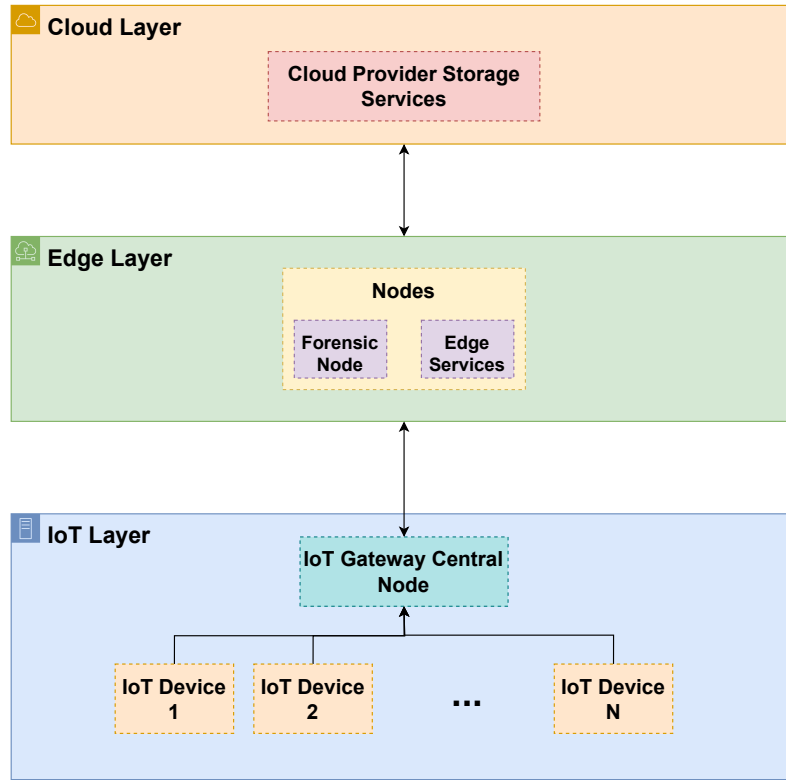 Cloud Layer
Cloud Provider Storage
Services
Edge Layer
Nodes
Forensic
Node
Edge
Services
IoT Layer
IoT Gateway Central
Node
IoT Device
1
IoT Device
2
...
IoT Device
N